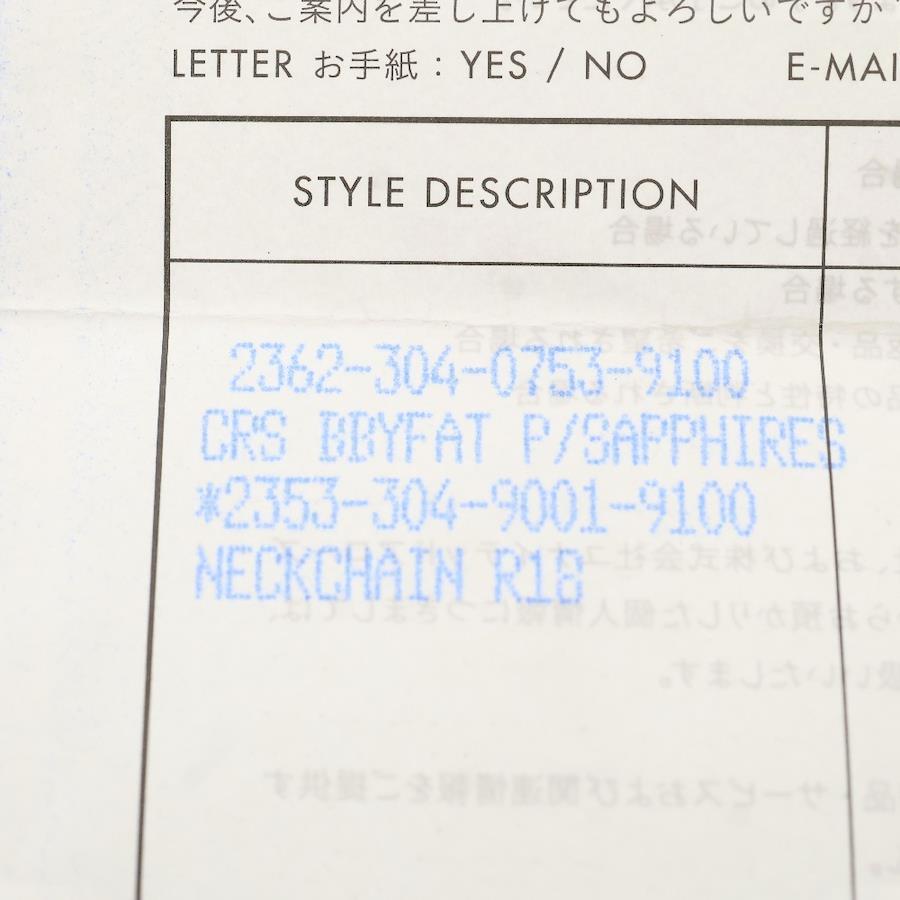 今後、ご案内を差し上げてもよろしいですか
LETTER お手紙：YES / NO E-MAI
STYLE DESCRIPTION
2362-304-0753-9100
CRS BBYFAT P/SAPPHIRES
*2353-304-9001-9100
NECKCHAIN R18